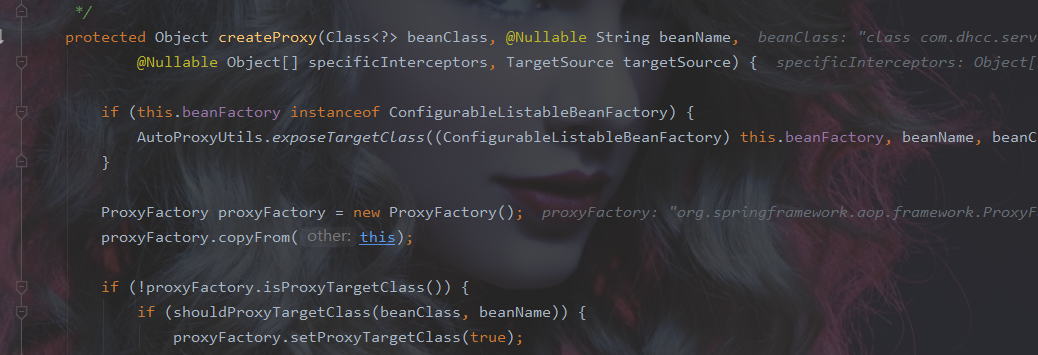 */
protected Object createProxy(Class<?> beanClass, @Nullable String beanName, beanClass: "class com.dhcc.serv
@Nullable Object[] specificInterceptors, TargetSource targetSource) { specificInterceptors: Object[
if (this.beanFactory instanceof ConfigurableListableBeanFactory) {
AutoProxyUtils.exposeTargetClass((ConfigurableListableBeanFactory) this.beanFactory, beanName, beanC
}
ProxyFactory proxyFactory = new ProxyFactory(); proxyFactory: "org.springframework.aop.framework.ProxyF
proxyFactory.copyFrom( other: this);
if (!proxyFactory.isProxyTargetClass()) {
if (shouldProxyTargetClass(beanClass, beanName)) {
proxyFactory.setProxyTargetClass(true);